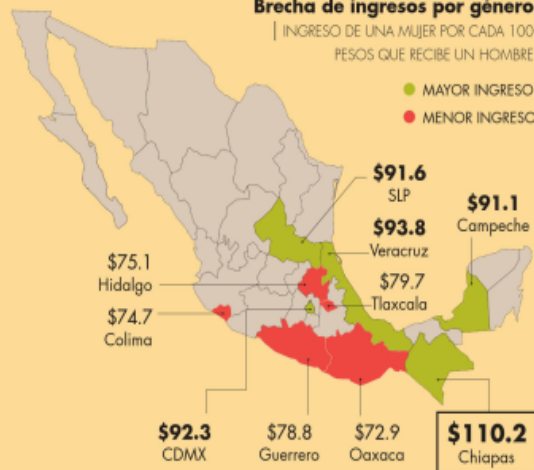 Brecha de ingresos por género
INGRESO DE UNA MUJER POR CADA 100
PESOS QUE RECIBE UN HOMBRE
MAYOR INGRESO
MENOR INGRESO
$91.6
SLP
$91.1
Campeche
$93.8
Veracruz
$75.1
Hidalgo
$79.7
Tlaxcala
$74.7
Colima
$92.3
CDMX
$78.8
Guerrero
$72.9
Oaxaca
$110.2
Chiapas